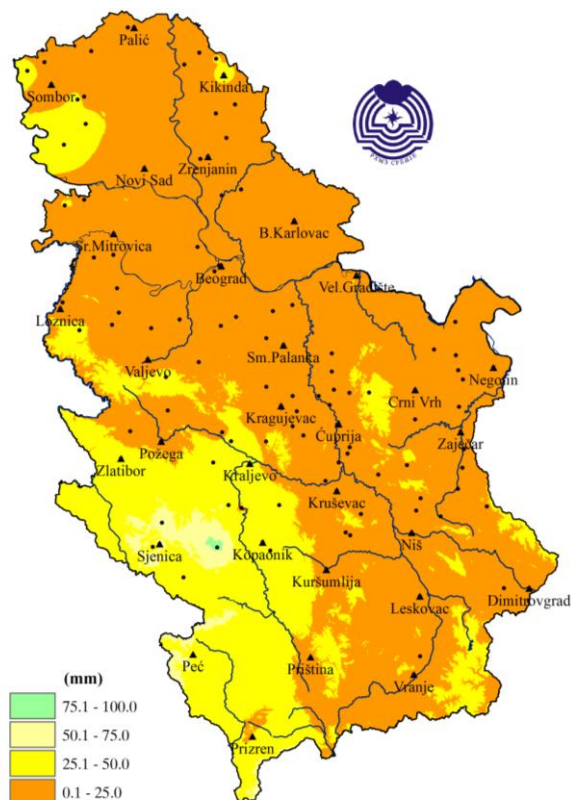 Palić
Kikinda
Sombor
Zrenjanin
Novi Sad
B.Karlovac
Sr.Mitrovica
Beograd
Vel.Gradište
Loznica
Sm.Palanka
Valjevo
Negotin
Crni Vrh
Kragujevac
Ćuprija
Zaječar
Požega
Zlatibor
Kraljevo
Kruševac
Niš
Sjenica
Kopaonik
Kuršumlija
Leskovac
Dimitrovgrad
Peć
Priština
Vranje
Prizren
(mm)
75.1 - 100.0
50.1 - 75.0
25.1 - 50.0
0.1 - 25.0